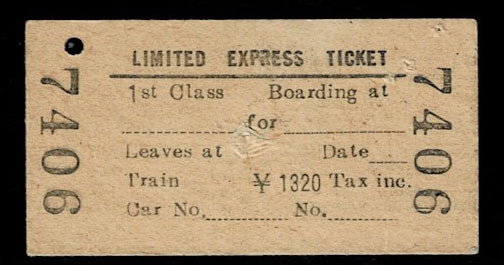 7406
LIMITED EXPRESS TICKET
1st Class Boarding at
for
Leaves at Date
Train ¥ 1320 Tax inc.
Car No. No.
7406